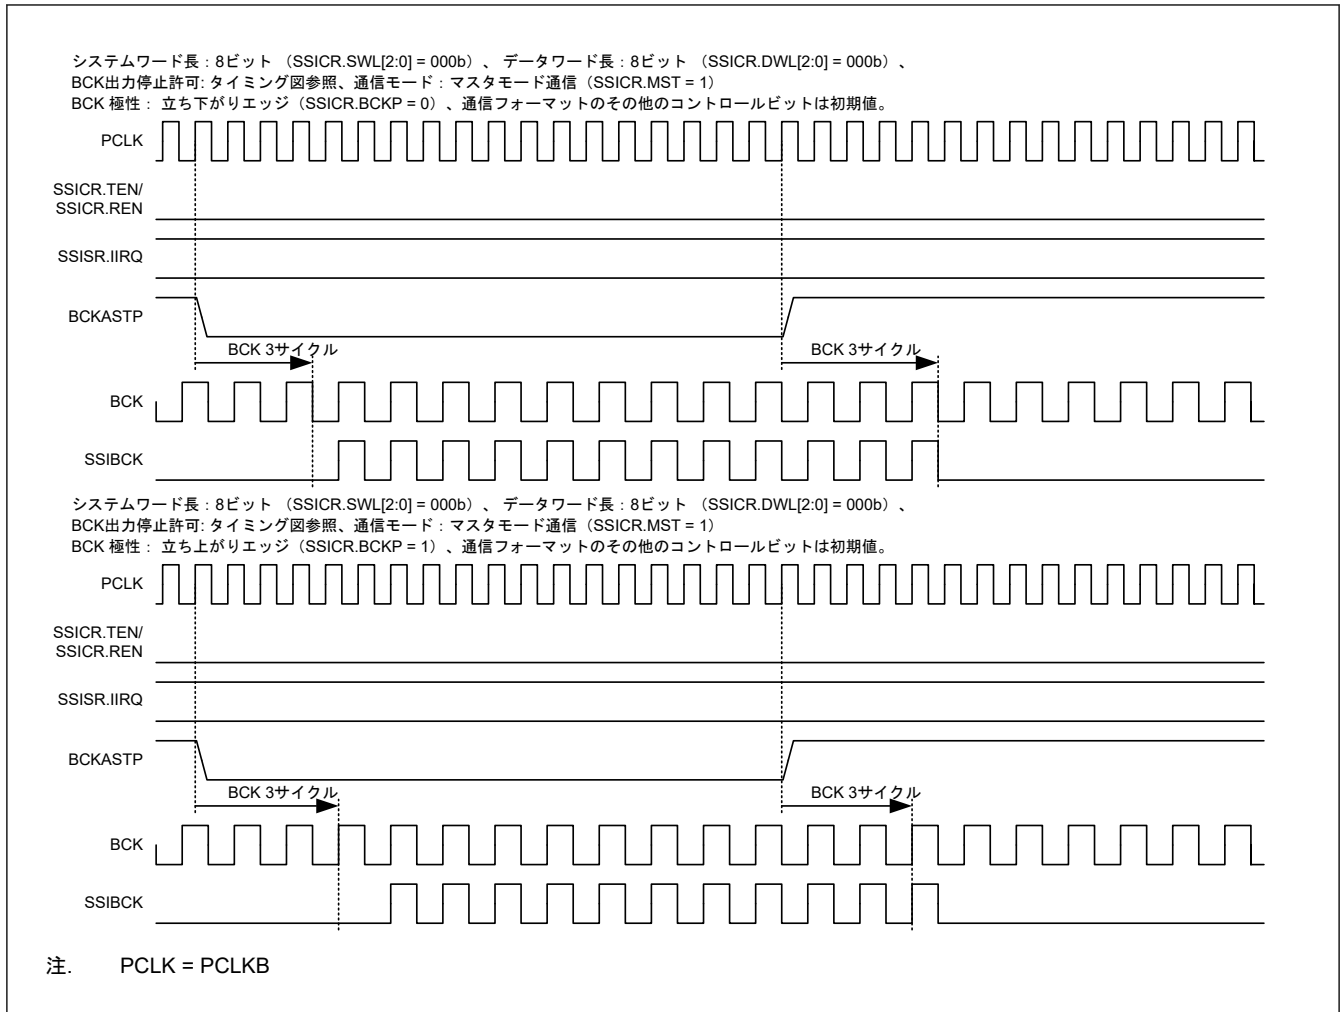 システムワード長：8ビット （SSICR.SWL[2:0] = 000b）、 データワード長：8ビット （SSICR.DWL[2:0] = 000b）、
BCK出力停止許可: タイミング図参照、通信モード：マスタモード通信（SSICR.MST = 1）
BCK 極性： 立ち下がりエッジ（SSICR.BCKP = 0）、通信フォーマットのその他のコントロールビットは初期値。
PCLK
SSICR.TEN/
SSICR.REN
SSISR.IIRQ
BCKASTP
BCK 3サイクル BCK 3サイクル
BCK
SSIBCK
システムワード長：8ビット （SSICR.SWL[2:0] = 000b）、 データワード長：8ビット （SSICR.DWL[2:0] = 000b）、
BCK出力停止許可: タイミング図参照、通信モード：マスタモード通信（SSICR.MST = 1）
BCK 極性： 立ち上がりエッジ（SSICR.BCKP = 1）、通信フォーマットのその他のコントロールビットは初期値。
PCLK
SSICR.TEN/
SSICR.REN
SSISR.IIRQ
BCKASTP
BCK 3サイクル BCK 3サイクル
BCK
SSIBCK
注. PCLK = PCLKB